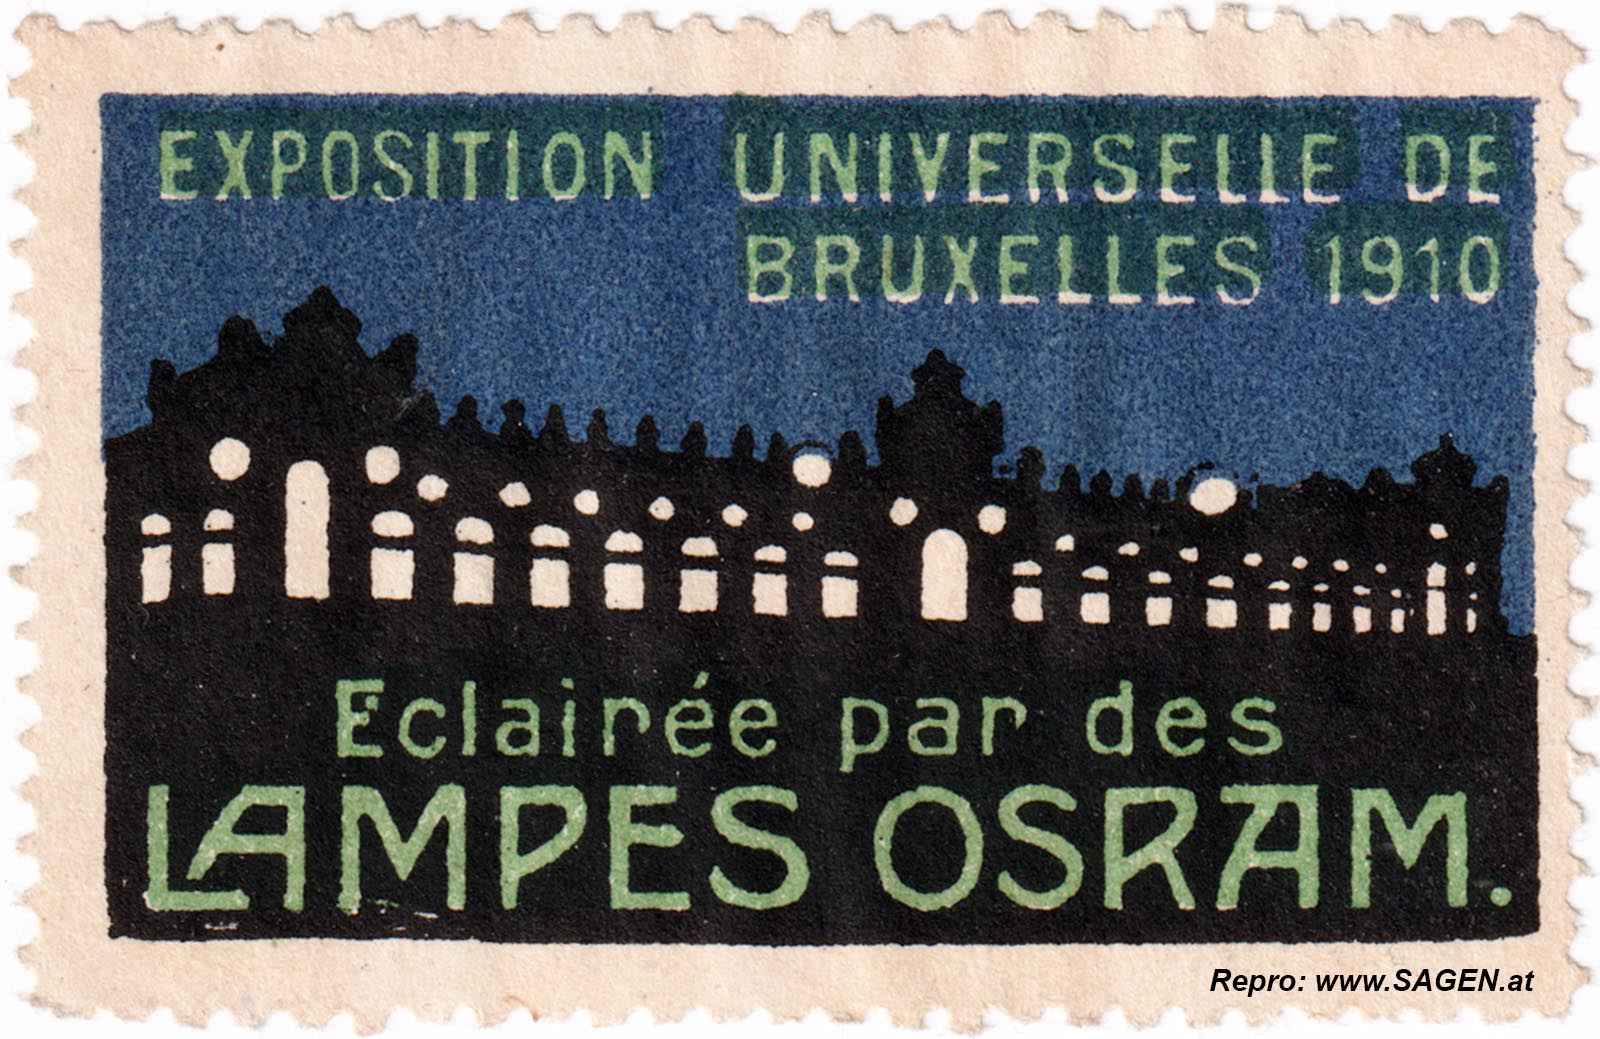 EXPOSITION UNIVERSELLE DE
BRUXELLES 1910
Eclairée par des
LAMPES OSRAM.
Repro: www.SAGEN.at